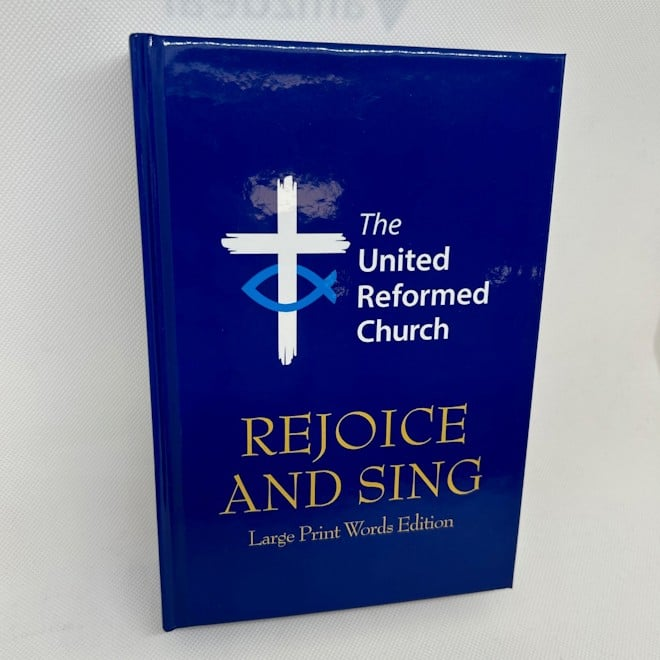 The
United
Reformed
Church
REJOICE
AND SING
Large Print Words Edition